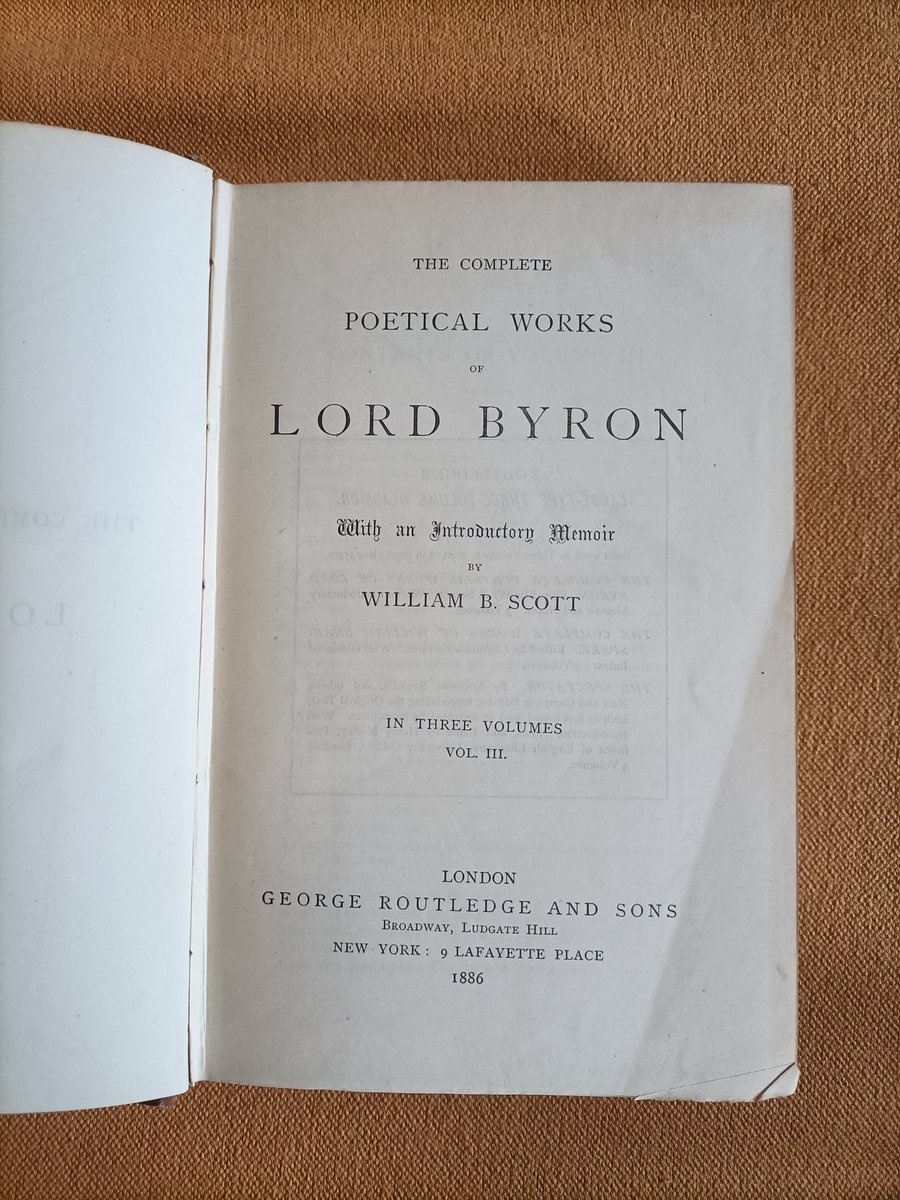 THE COMPLETE
POETICAL WORKS
OF
LORD BYRON
With an Introductory Memoir
BY
WILLIAM B. SCOTT
IN THREE VOLUMES
VOL. III.
LONDON
GEORGE ROUTLEDGE AND SONS
BROADWAY, LUDGATE HILL
NEW YORK: 9 LAFAYETTE PLACE
1886